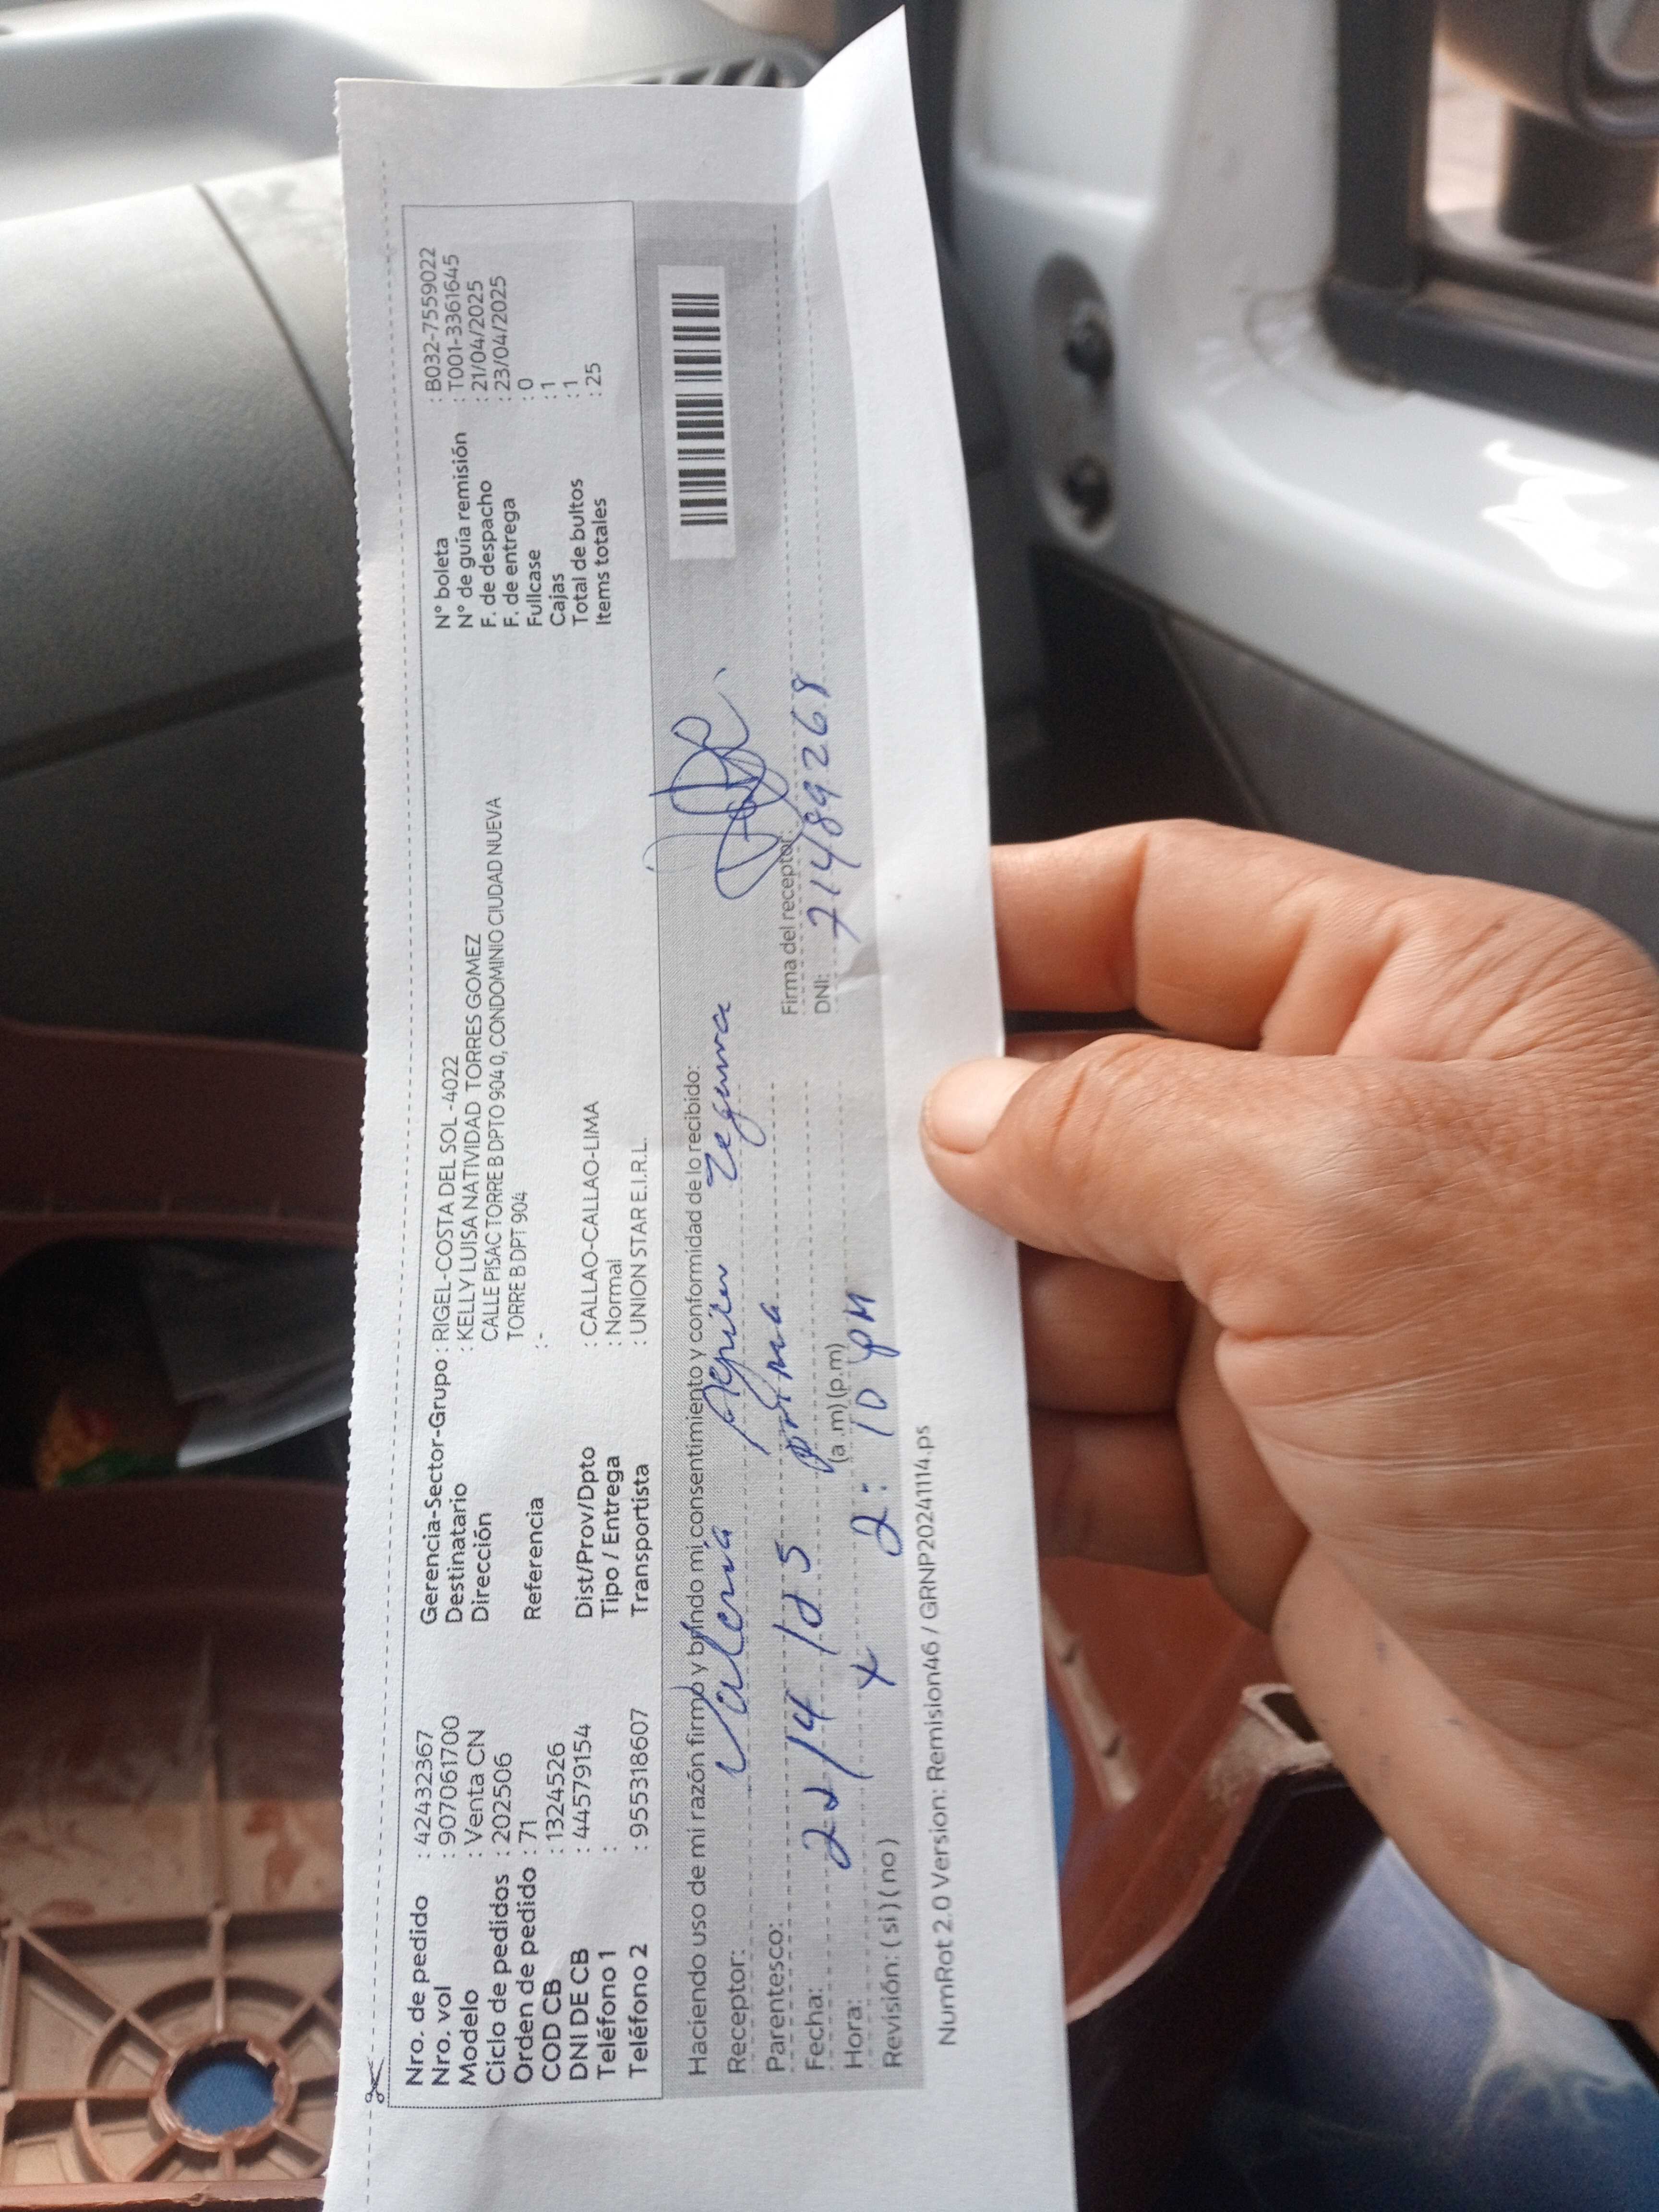 Nro. de pedido : 42432367
Nro. vol : 907061700
Modelo : Venta CN
Ciclo de pedidos : 202506
Orden de pedido : 71
COD CB : 1324526
DNI DE CB : 44579154
Teléfono 1 :
Teléfono 2 : 955318607
Gerencia-Sector-Grupo : RIGEL-COSTA DEL SOL -4022
Destinatario : KELLY LUISA NATIVIDAD TORRES GOMEZ
Dirección CALLE PISAC TORRE B DPTO 904 0, CONDOMINIO CIUDAD NUEVA
TORRE B DPT 904
Referencia : -
Dist/Prov/Dpto : CALLAO-CALLAO-LIMA
Tipo / Entrega : Normal
Transportista : UNION STAR E.I.R.L.
N° boleta : B032-7559022
N° de guía remisión : T001-3361645
F. de despacho : 21/04/2025
F. de entrega : 23/04/2025
Fullcase : 0
Cajas : 1
Total de bultos : 1
Items totales : 25
Haciendo uso de mi razón firmo y brindo mi consentimiento y conformidad de lo recibido:
Receptor: Valeria
Parentesco: prima
Fecha:
Hora: (a .m) (p.m) 2:10 pm
Revisión: ( si ) ( no )
Firma del receptor:
DNI: 71489268
NumRot 2.0 Version: Remision46 / GRNP20241114.ps